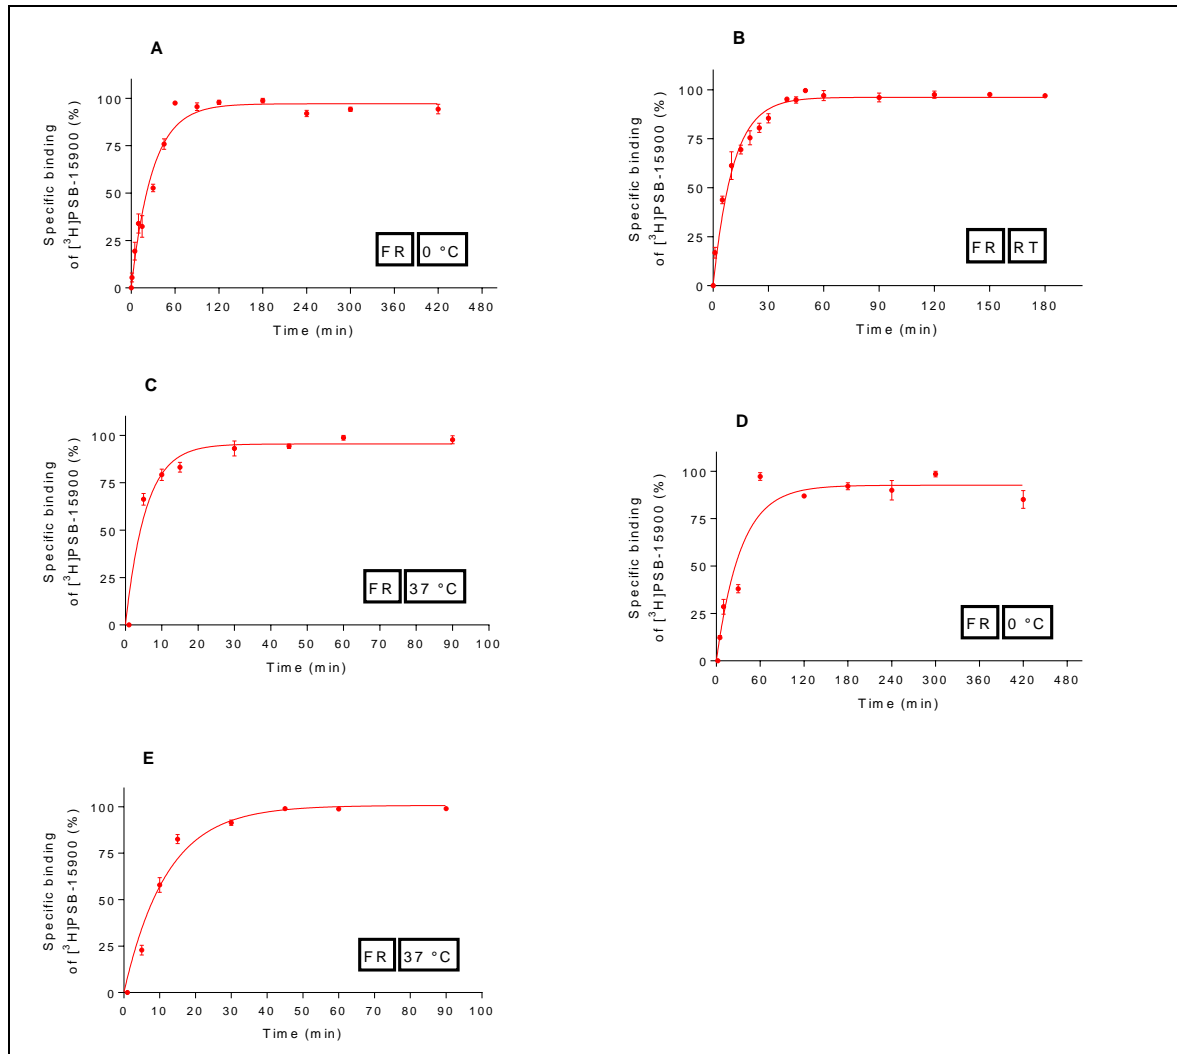 A
Specific binding
of [³H]PSB-15900 (%)
100
75
50
25
0
FR 0 °C
0 60 120 180 240 300 360 420 480
Time (min)
B
Specific binding
of [³H]PSB-15900 (%)
100
75
50
25
0
FR RT
0 30 60 90 120 150 180
Time (min)
C
Specific binding
of [³H]PSB-15900 (%)
100
75
50
25
0
FR 37 °C
0 10 20 30 40 50 60 70 80 90 100
Time (min)
D
Specific binding
of [³H]PSB-15900 (%)
100
75
50
25
0
FR 0 °C
0 60 120 180 240 300 360 420 480
Time (min)
E
Specific binding
of [³H]PSB-15900 (%)
100
75
50
25
0
FR 37 °C
0 10 20 30 40 50 60 70 80 90 100
Time (min)